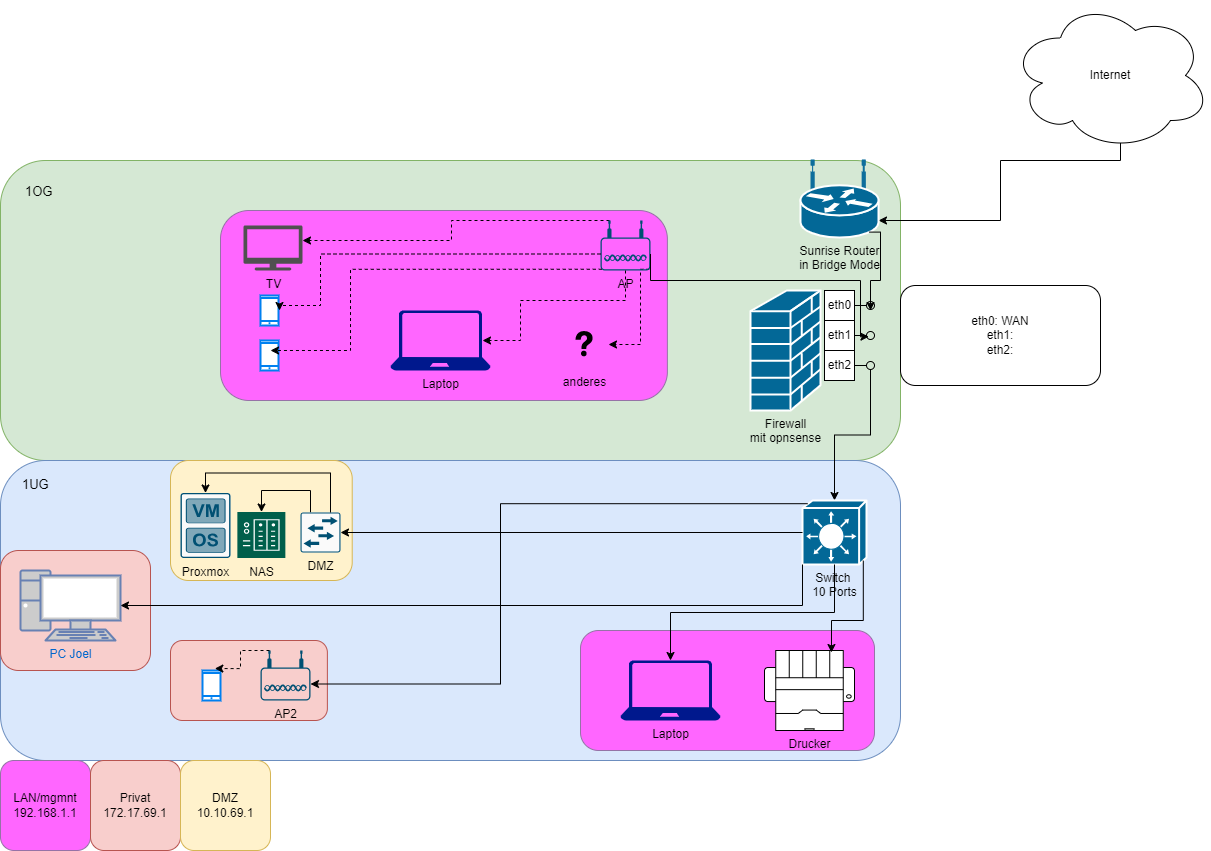 Internet
1OG
Sunrise Router
in Bridge Mode
TV
AP
eth0
eth1
eth2
eth0: WAN
eth1:
eth2:
?
Laptop
anderes
Firewall
mit opnsense
1UG
VM
OS
Proxmox
NAS
DMZ
Switch
10 Ports
PC Joel
AP2
Laptop
Drucker
LAN/mgmnt
192.168.1.1
Privat
172.17.69.1
DMZ
10.10.69.1